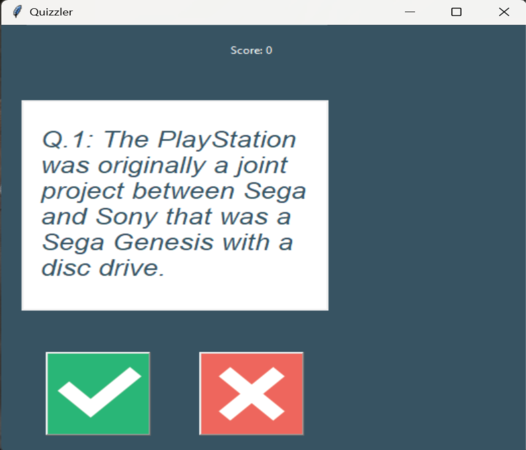 Quizzler
Score: 0
Q.1: The PlayStation
was originally a joint
project between Sega
and Sony that was a
Sega Genesis with a
disc drive.